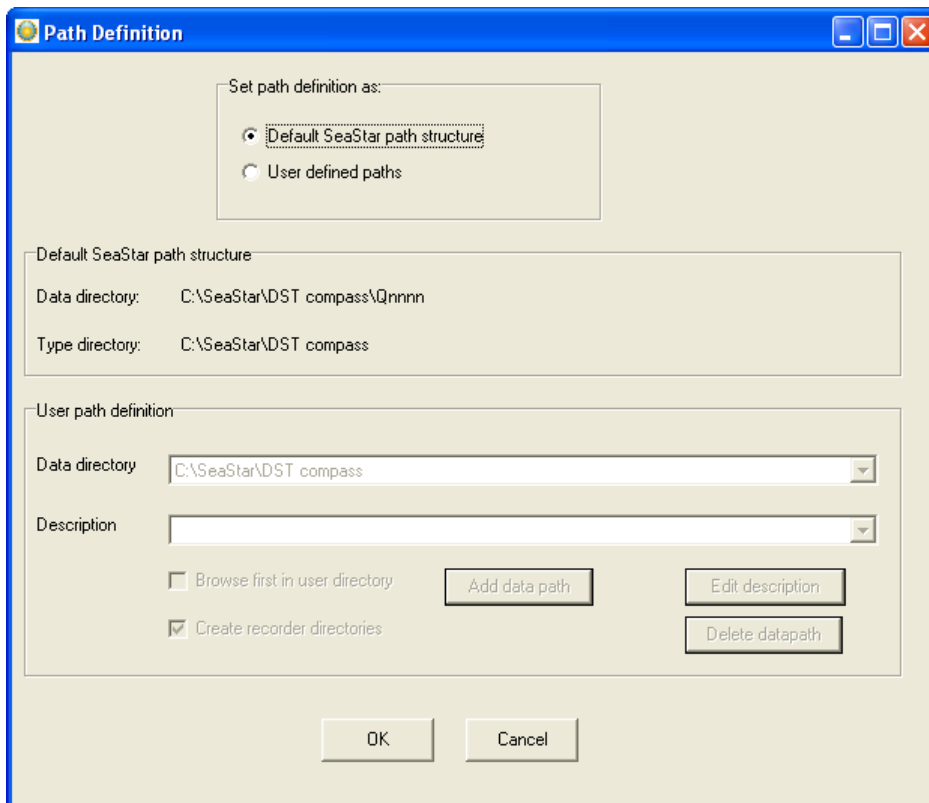 Path Definition
Set path definition as:
Default SeaStar path structure
User defined paths
Default SeaStar path structure
Data directory: C:\SeaStar\DST compass\Qnnnn
Type directory: C:\SeaStar\DST compass
User path definition
Data directory C:\SeaStar\DST compass
Description
Browse first in user directory Add data path Edit description
Create recorder directories Delete datapath
OK Cancel